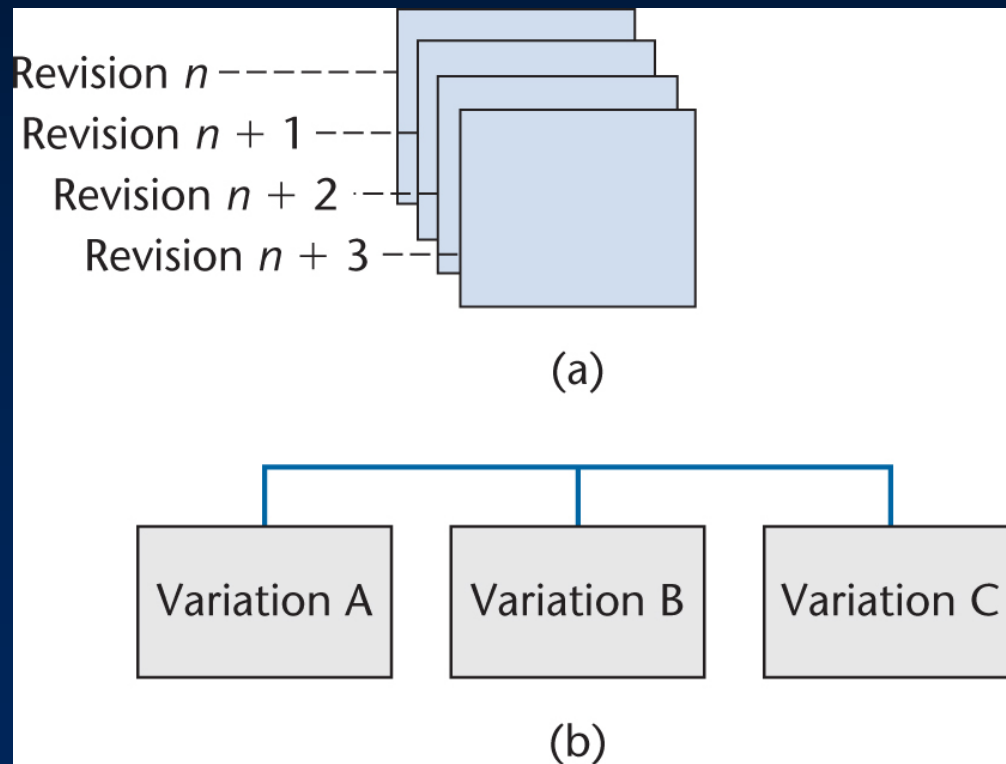 Revision n
Revision n + 1
Revision n + 2
Revision n + 3
(a)
Variation A
Variation B
Variation C
(b)